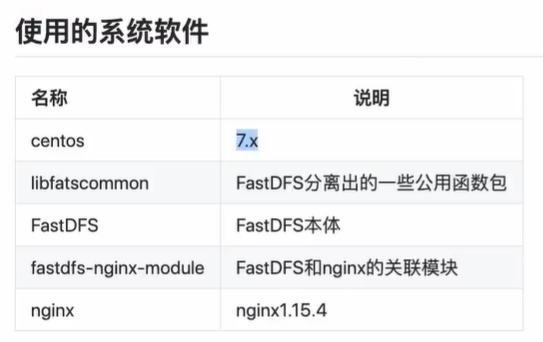 使用的系统软件
名称 说明
centos 7.x
libfatscommon FastDFS分离出的一些公用函数包
FastDFS FastDFS本体
fastdfs-nginx-module FastDFS和nginx的关联模块
nginx nginx1.15.4